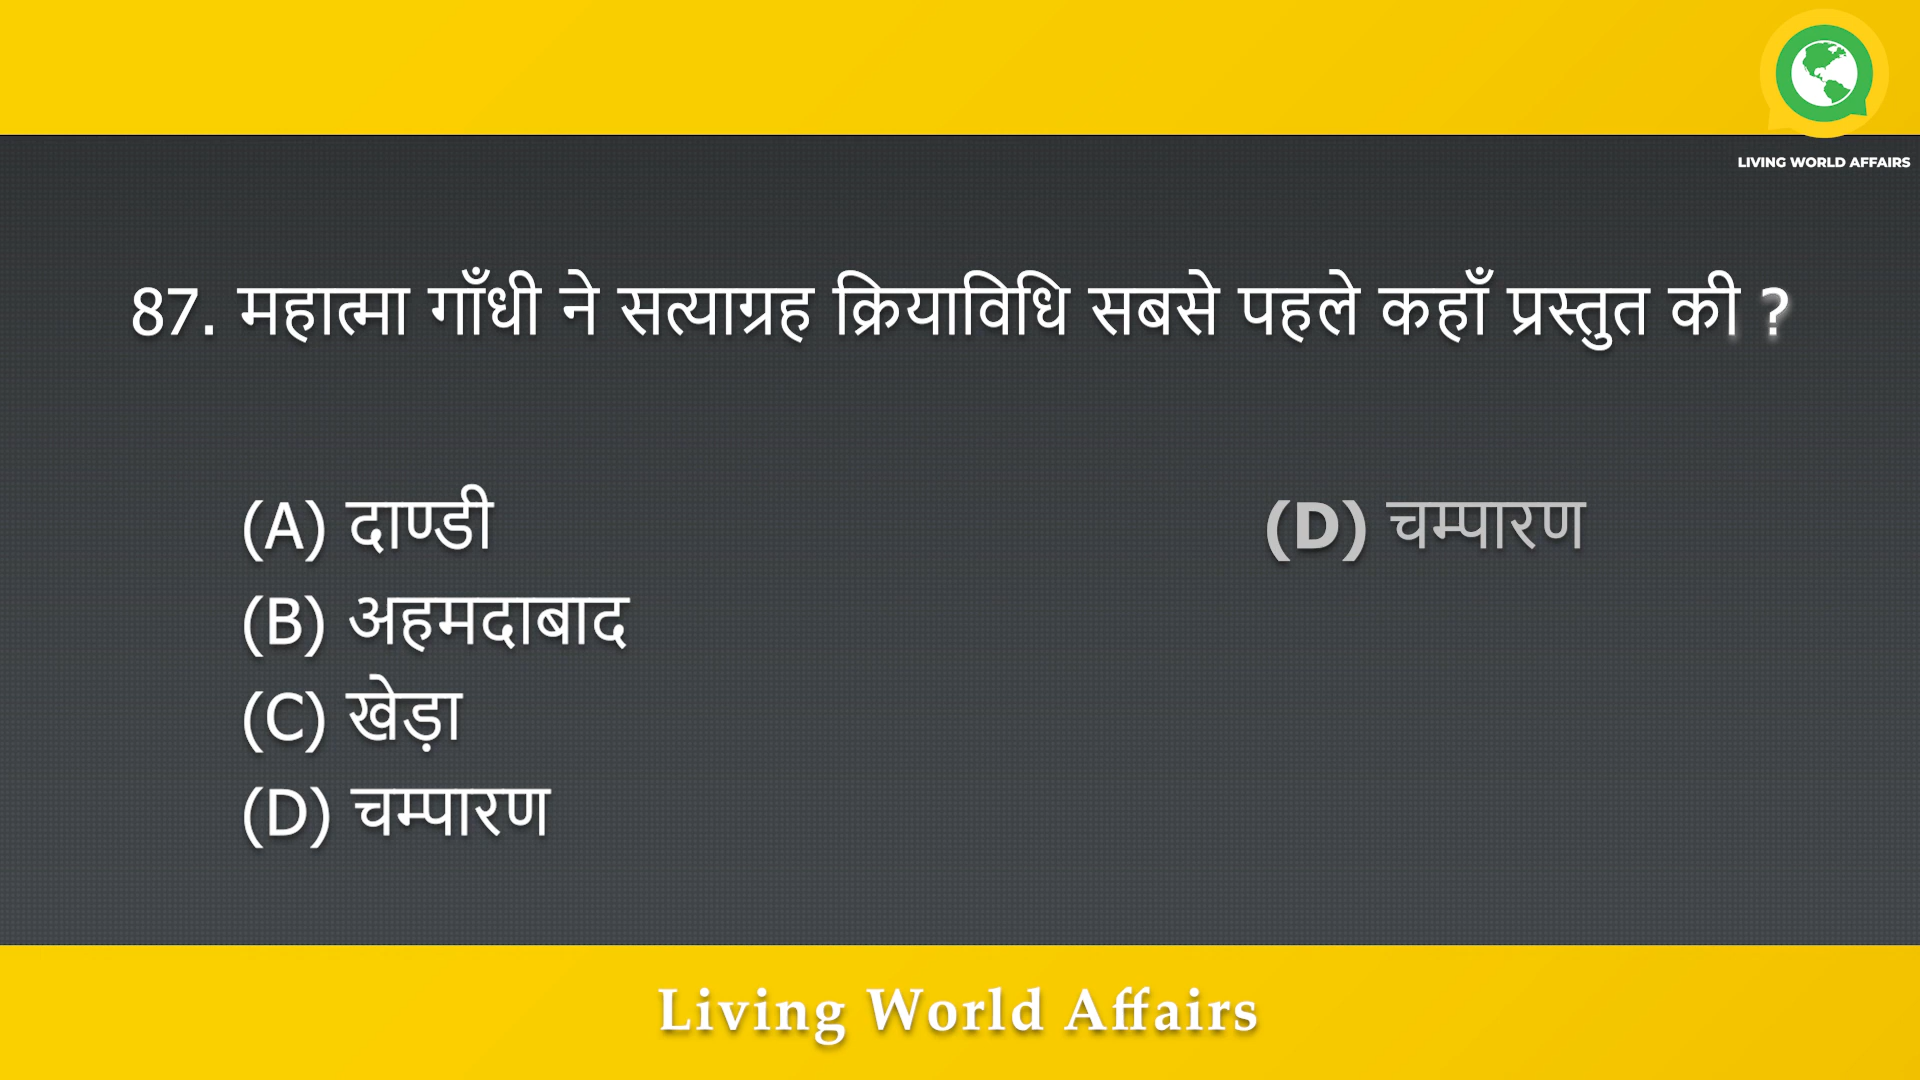 LIVING WORLD AFFAIRS
87. महात्मा गाँधी ने सत्याग्रह क्रियाविधि सबसे पहले कहाँ प्रस्तुत की ?
(A) दाण्डी
(B) अहमदाबाद
(C) खेड़ा
(D) चम्पारण
(D) चम्पारण
Living World Affairs